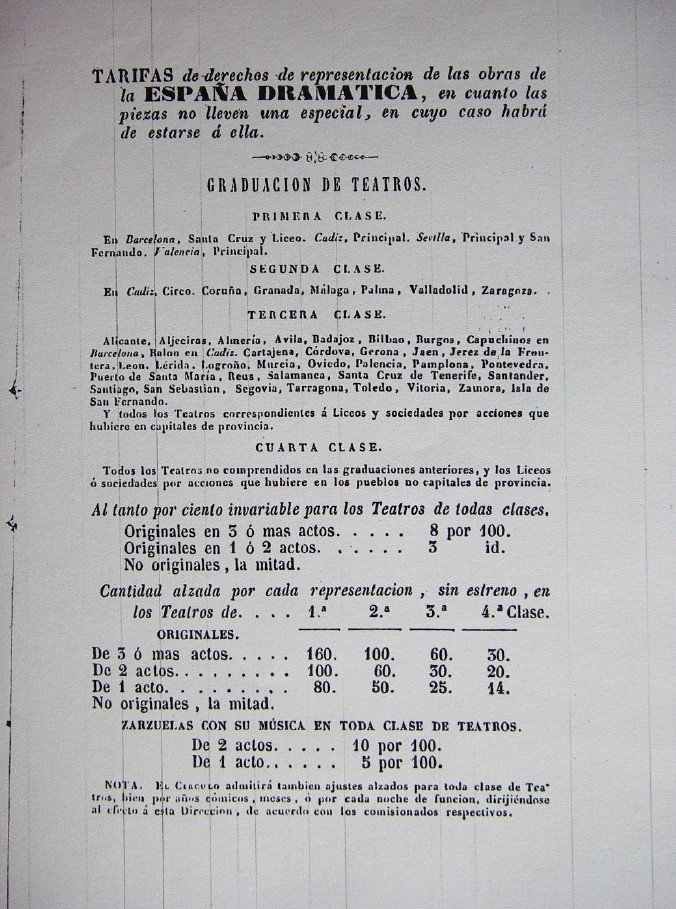 TARIFAS de derechos de representacion de las obras de
la ESPAÑA DRAMATICA, en cuanto las
piezas no lleven una especial, en cuyo caso habrá
de estarse á ella.
GRADUACION DE TEATROS.
PRIMERA CLASE.
En Barcelona, Santa Cruz y Liceo. Cadiz, Principal. Sevilla, Principal y San
Fernando. Valencia, Principal.
SEGUNDA CLASE.
En Cadiz, Circo. Coruña, Granada, Málaga, Palma, Valladolid, Zaragoza.
TERCERA CLASE.
Alicante, Aljeciras, Almería, Avila, Badajoz, Bilbao, Burgos, Capuchinos en
Barcelona, Balon en Cadiz. Cartajena, Córdova, Gerona, Jaen, Jerez de la Fron-
tera, Leon. Lérida. Logroño, Murcia, Oviedo, Palencia, Pamplona, Pontevedra.
Puerto de Santa María, Reus, Salamanca, Santa Cruz de Tenerife, Santander,
Santiago, San Sebastian, Segovia, Tarragona, Toledo, Vitoria, Zamora, Isla de
San Fernando.
Y todos los Teatros correspondientes á Liceos y sociedades por acciones que
hubiere en capitales de provincia.
CUARTA CLASE.
Todos los Teatros no comprendidos en las graduaciones anteriores, y los Liceos
ó sociedades por acciones que hubiere en los pueblos no capitales de provincia.
Al tanto por ciento invariable para los Teatros de todas clases.
Originales en 3 ó mas actos. . . . . 8 por 100.
Originales en 1 ó 2 actos. . . . . . 3 id.
No originales, la mitad.
Cantidad alzada por cada representacion, sin estreno, en
los Teatros de. . . . 1.ª 2.ª 3.ª 4.ª Clase.
ORIGINALES.
De 3 ó mas actos. . . . . 160. 100. 60. 30.
De 2 actos. . . . . . . . . 100. 60. 30. 20.
De 1 acto. . . . . . . . . 80. 50. 25. 14.
No originales, la mitad.
ZARZUELAS CON SU MÚSICA EN TODA CLASE DE TEATROS.
De 2 actos. . . . . 10 por 100.
De 1 acto. . . . . . 5 por 100.
NOTA. EL CIRCULO admitirá tambien ajustes alzados para toda clase de Tea-
tros, bien por años cómicos, meses, ó por cada noche de funcion, dirijiéndose
al efecto á esta Direccion, de acuerdo con los comisionados respectivos.